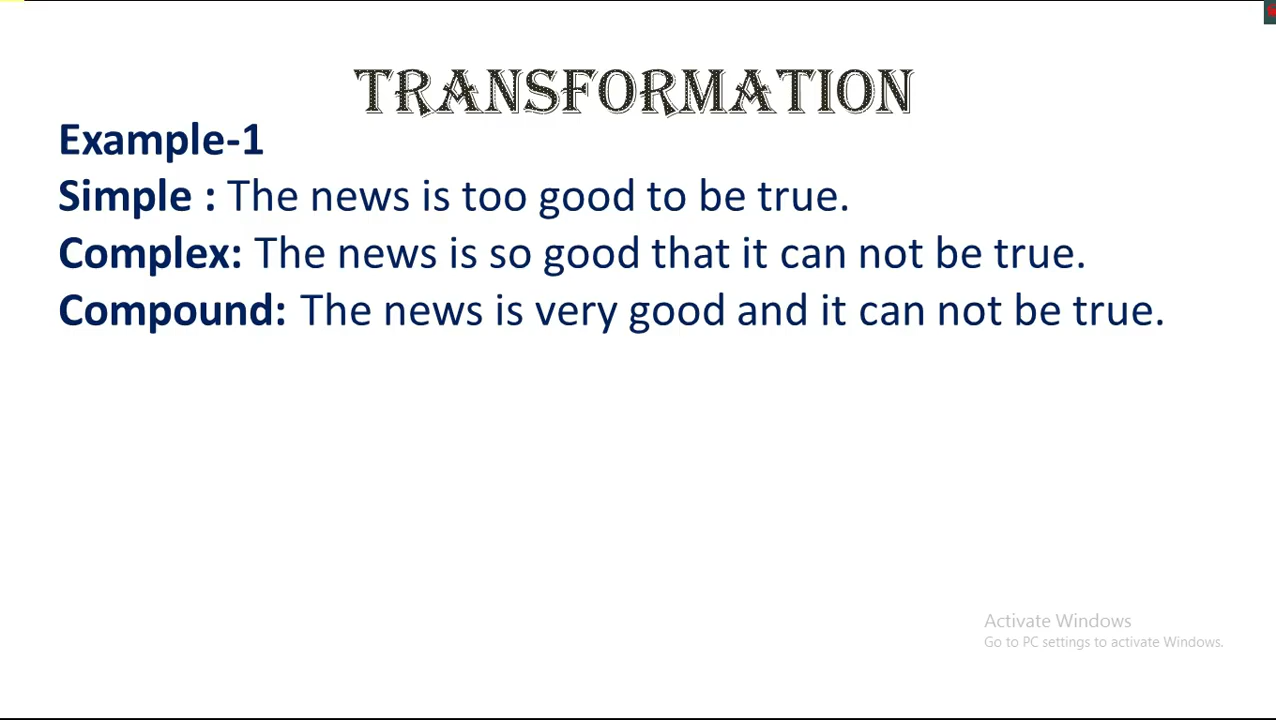 TRANSFORMATION
Example-1
Simple : The news is too good to be true.
Complex: The news is so good that it can not be true.
Compound: The news is very good and it can not be true.
Activate Windows
Go to PC settings to activate Windows.